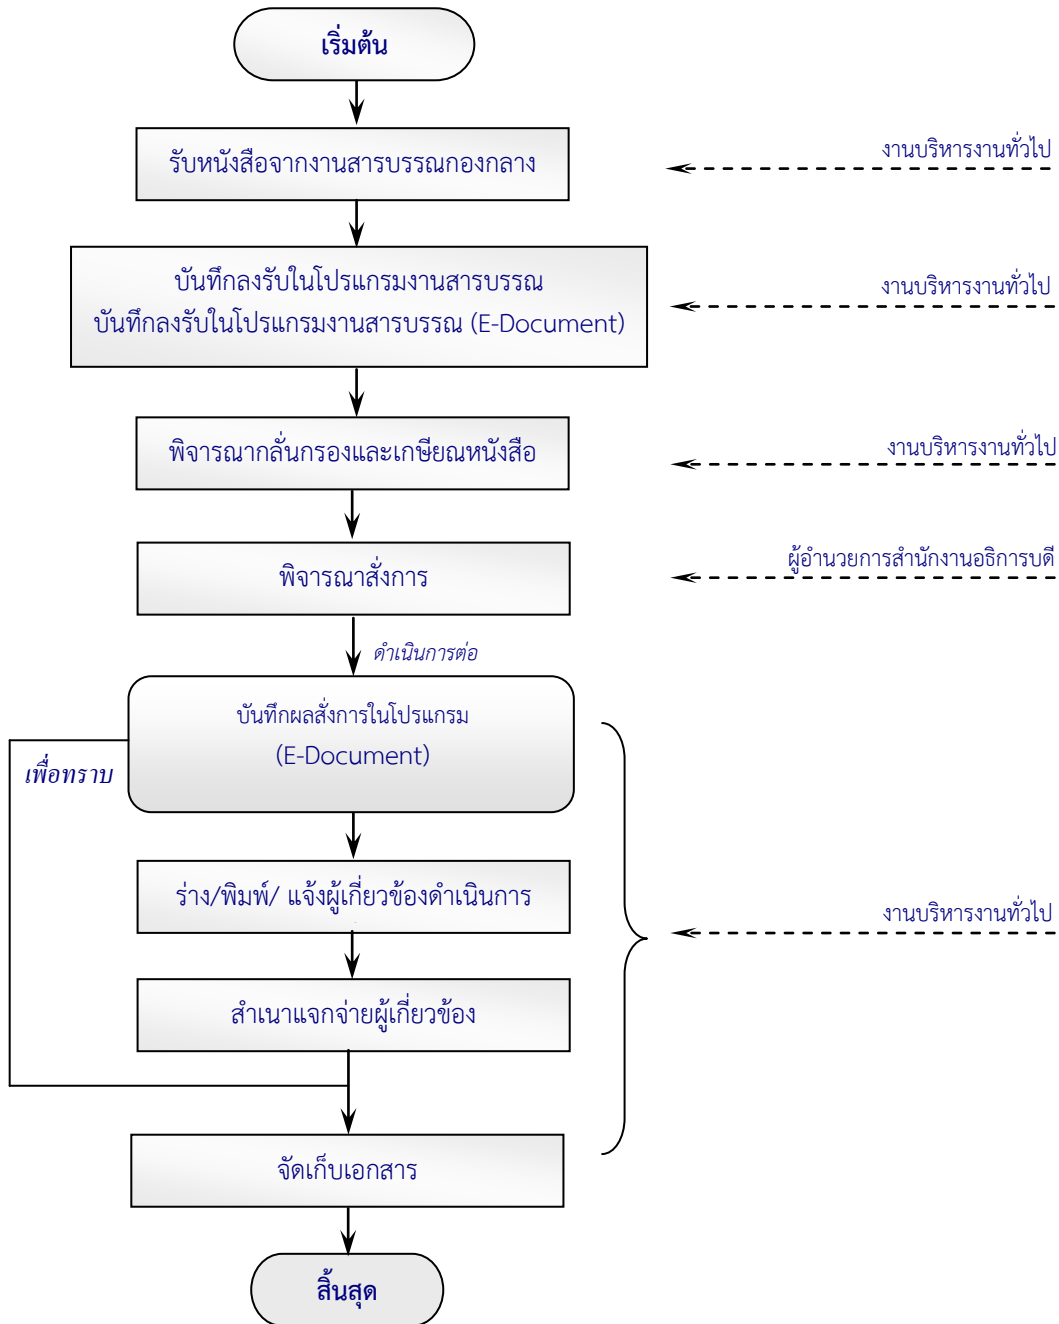 เริ่มต้น
รับหนังสือจากงานสารบรรณกองกลาง
งานบริหารงานทั่วไป
บันทึกลงรับในโปรแกรมงานสารบรรณ
บันทึกลงรับในโปรแกรมงานสารบรรณ (E-Document)
งานบริหารงานทั่วไป
พิจารณากลั่นกรองและเกษียณหนังสือ
งานบริหารงานทั่วไป
พิจารณาสั่งการ
ผู้อำนวยการสำนักงานอธิการบดี
ดำเนินการต่อ
บันทึกผลสั่งการในโปรแกรม
(E-Document)
เพื่อทราบ
ร่าง/พิมพ์/ แจ้งผู้เกี่ยวข้องดำเนินการ
งานบริหารงานทั่วไป
สำเนาแจกจ่ายผู้เกี่ยวข้อง
จัดเก็บเอกสาร
สิ้นสุด